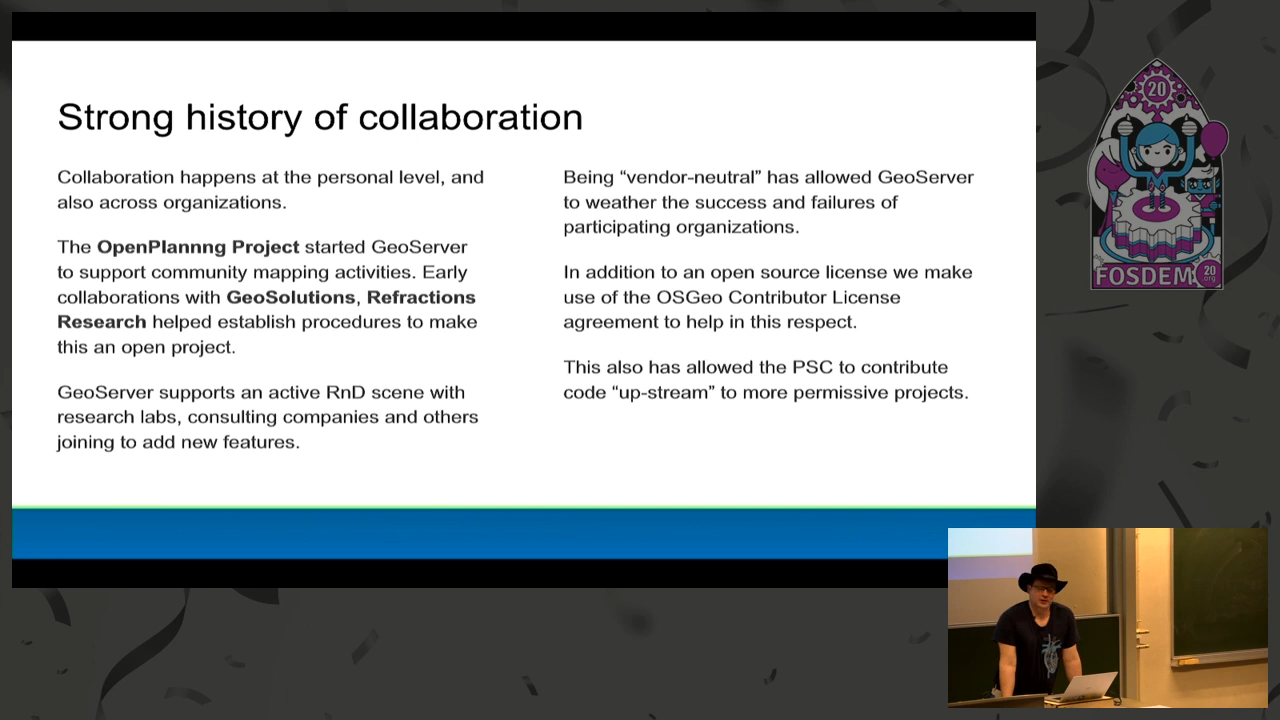 Strong history of collaboration
Collaboration happens at the personal level, and
also across organizations.
The OpenPlannng Project started GeoServer
to support community mapping activities. Early
collaborations with GeoSolutions, Refractions
Research helped establish procedures to make
this an open project.
GeoServer supports an active RnD scene with
research labs, consulting companies and others
joining to add new features.
Being “vendor-neutral” has allowed GeoServer
to weather the success and failures of
participating organizations.
In addition to an open source license we make
use of the OSGeo Contributor License
agreement to help in this respect.
This also has allowed the PSC to contribute
code “up-stream” to more permissive projects.
20
FOSDEM
20
.org